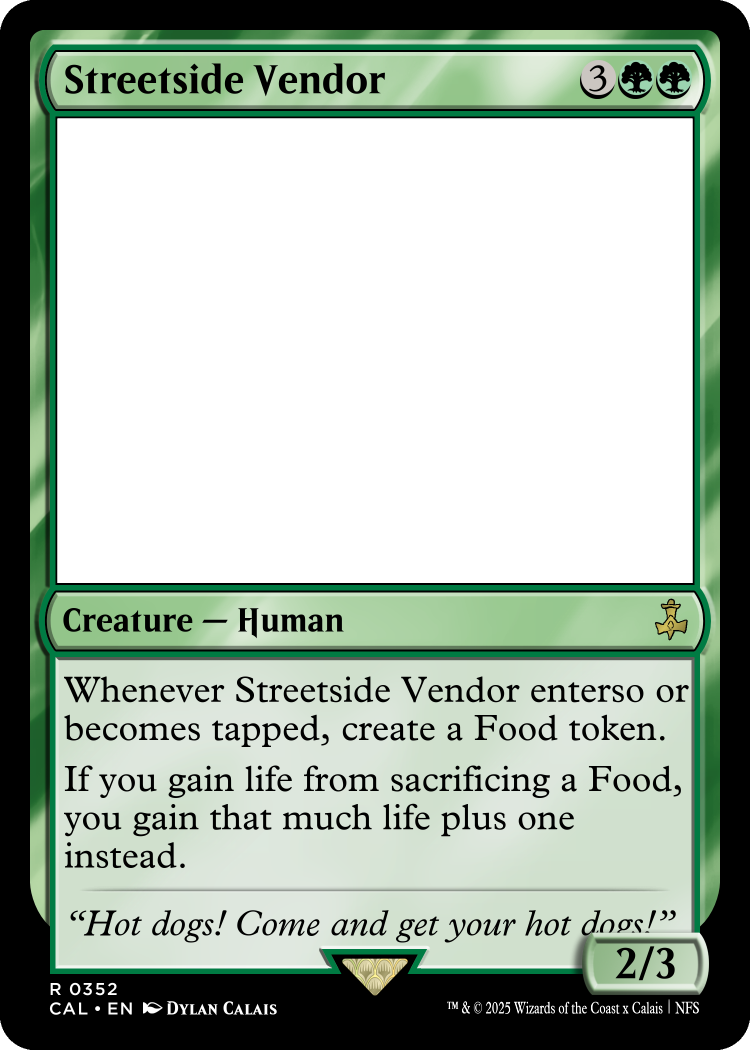 Streetside Vendor 3
Creature — Human
Whenever Streetside Vendor enterso or
becomes tapped, create a Food token.
If you gain life from sacrificing a Food,
you gain that much life plus one
instead.
“Hot dogs! Come and get your hot dogs!”
2/3
R 0352
CAL • EN Dylan Calais
™ & © 2025 Wizards of the Coast x Calais | NFS